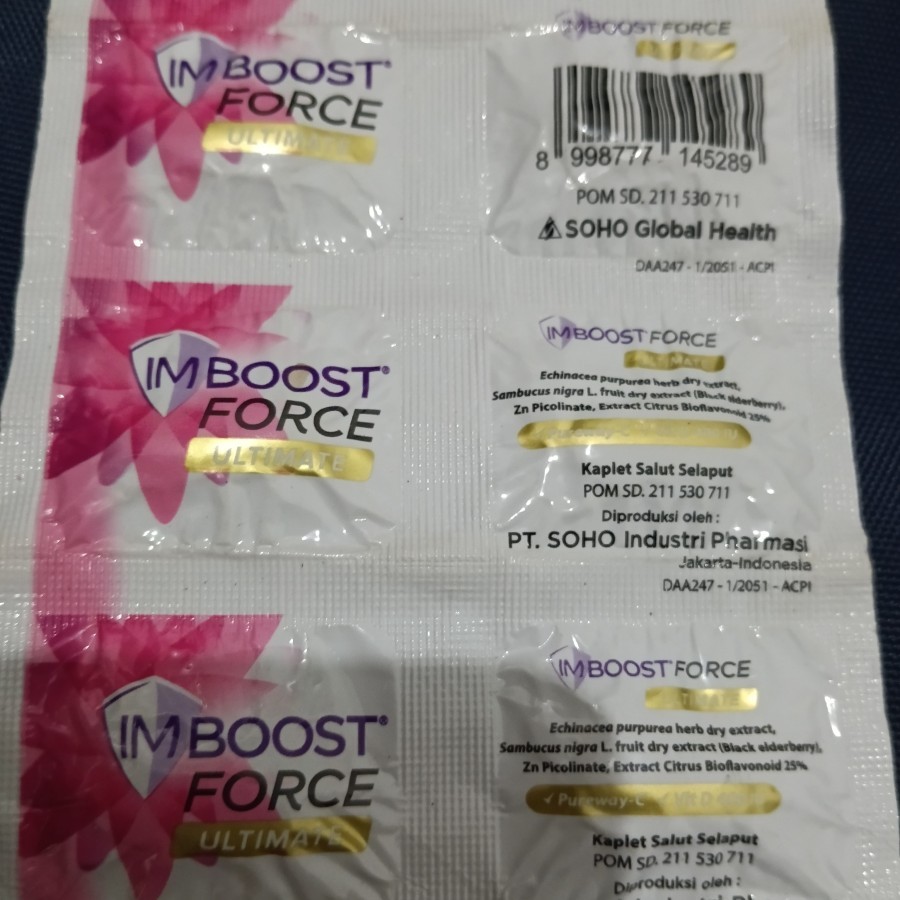 IMBOOST®
FORCE
ULTIMATE
IMBOOST FORCE
8 998777 145289
POM SD. 211 530 711
SOHO Global Health
DAA247 - 1/2051 - ACPI
IMBOOST®
FORCE
ULTIMATE
IMBOOST FORCE
ULTIMATE
Echinacea purpurea herb dry extract,
Sambucus nigra L. fruit dry extract (Black elderberry),
Zn Picolinate, Extract Citrus Bioflavonoid 25%
Kaplet Salut Selaput
POM SD. 211 530 711
Diproduksi oleh :
PT. SOHO Industri Pharmasi
Jakarta-Indonesia
DAA247 - 1/2051 - ACPI
IMBOOST®
FORCE
ULTIMATE
IMBOOST FORCE
ULTIMATE
Echinacea purpurea herb dry extract,
Sambucus nigra L. fruit dry extract (Black elderberry),
Zn Picolinate, Extract Citrus Bioflavonoid 25%
✓ Pureway-C ✓ Vit D
Kaplet Salut Selaput
POM SD. 211 530 711
Diproduksi oleh :